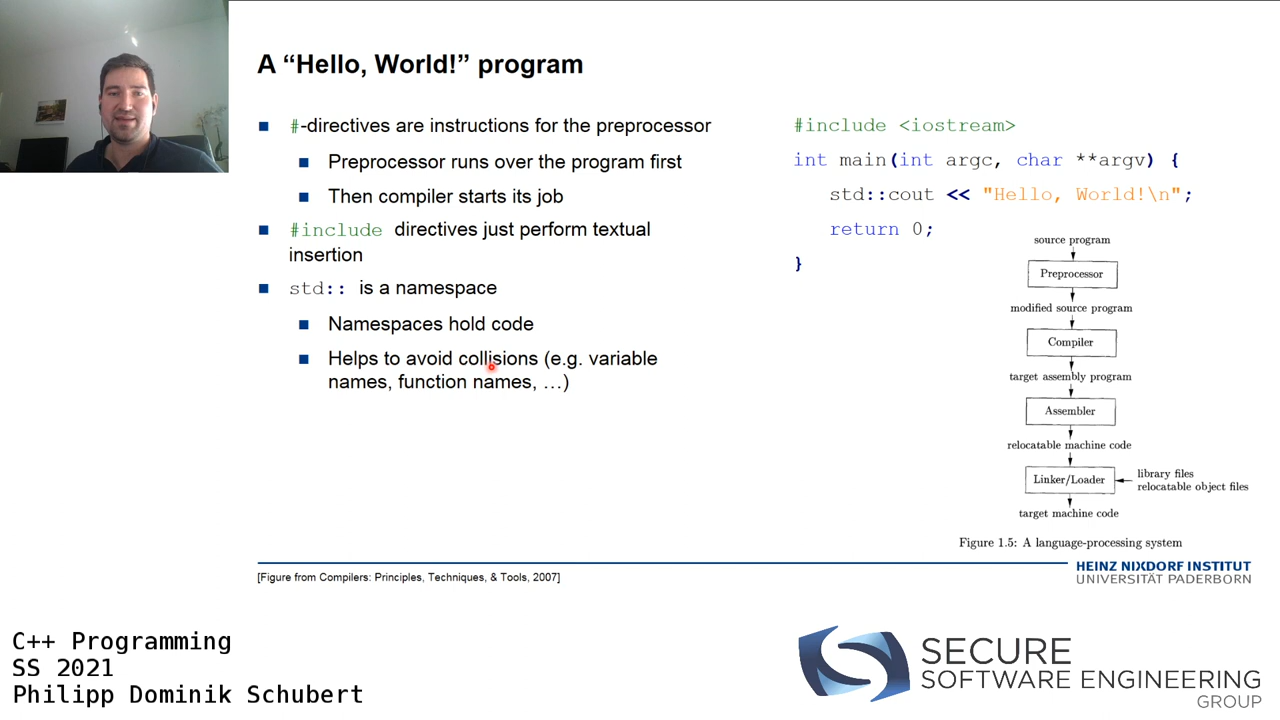 A “Hello, World!” program
#-directives are instructions for the preprocessor
Preprocessor runs over the program first
Then compiler starts its job
#include directives just perform textual
insertion
std:: is a namespace
Namespaces hold code
Helps to avoid collisions (e.g. variable
names, function names, …)
#include <iostream>
int main(int argc, char **argv) {
std::cout << "Hello, World!\n";
return 0;
}
source program
Preprocessor
modified source program
Compiler
target assembly program
Assembler
relocatable machine code
Linker/Loader
library files
relocatable object files
target machine code
Figure 1.5: A language-processing system
[Figure from Compilers: Principles, Techniques, & Tools, 2007]
HEINZ NIXDORF INSTITUT
UNIVERSITÄT PADERBORN
C++ Programming
SS 2021
Philipp Dominik Schubert
SECURE
SOFTWARE ENGINEERING
GROUP